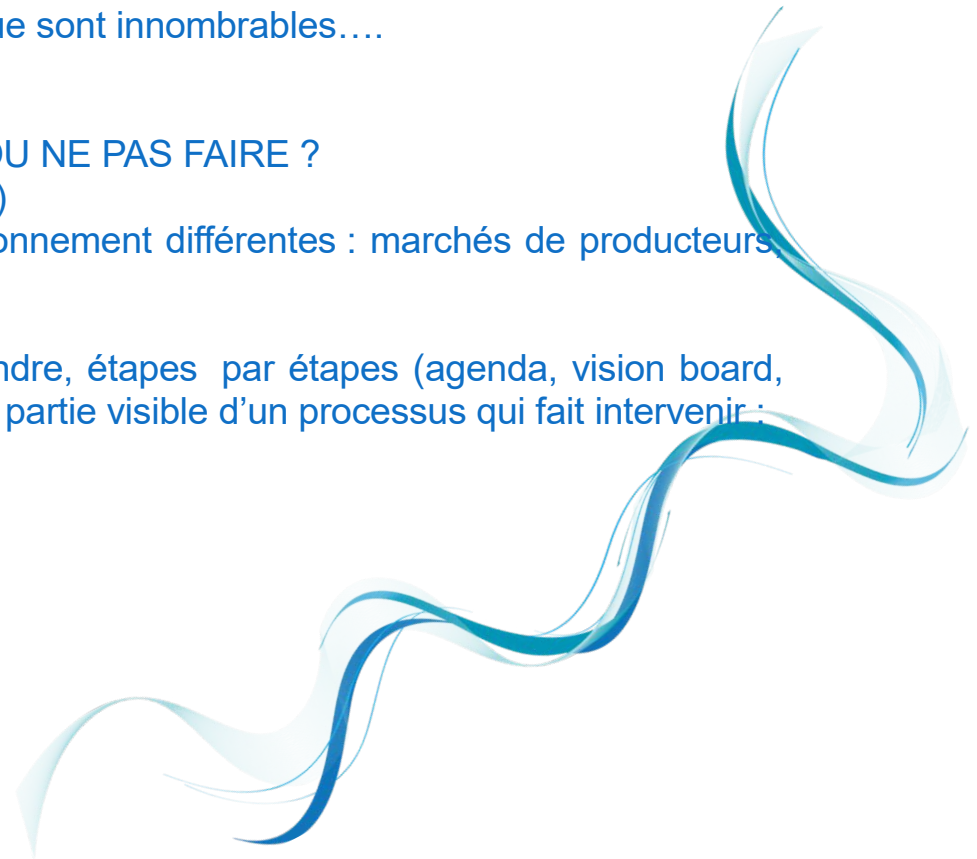 ue sont innombrables….
OU NE PAS FAIRE ?
)
onnement différentes : marchés de producteurs,
ndre, étapes par étapes (agenda, vision board,
partie visible d’un processus qui fait intervenir :